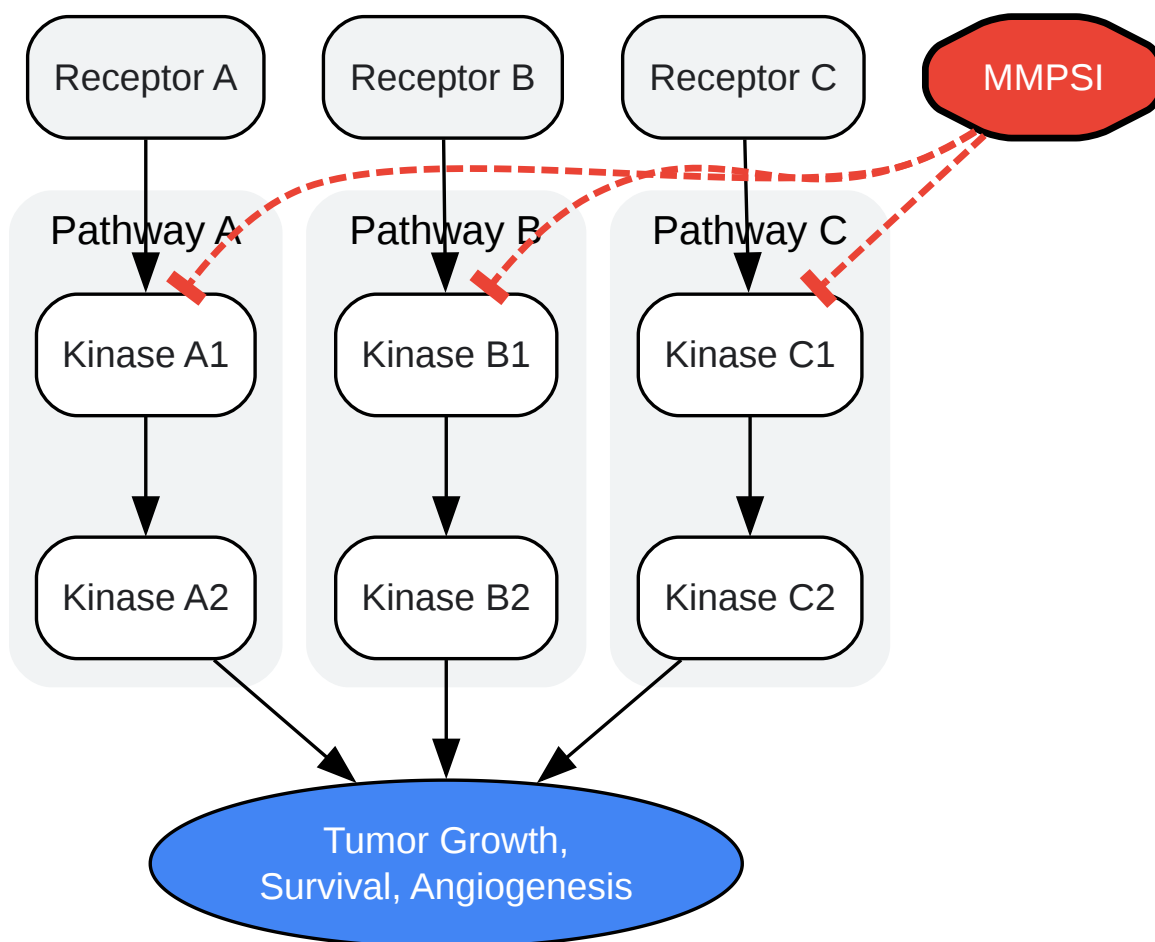 Receptor A
Receptor B
Receptor C
MMPSI
Pathway A
Pathway B
Pathway C
Kinase A1
Kinase B1
Kinase C1
Kinase A2
Kinase B2
Kinase C2
Tumor Growth,
Survival, Angiogenesis